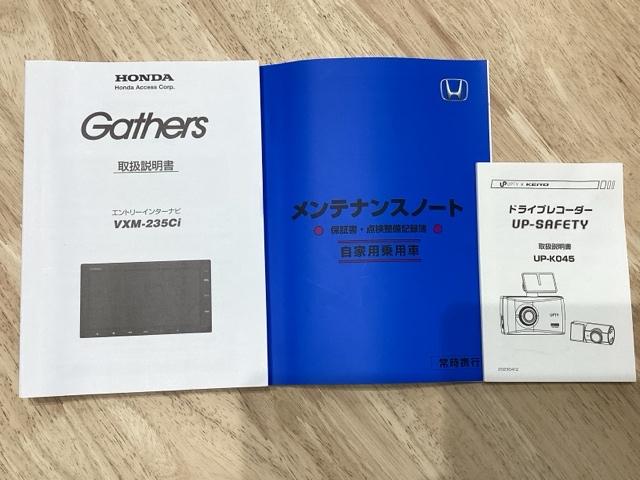 HONDA
Honda Access Corp.
Gathers
取扱説明書
エントリーインターナビ
VXM-235Ci
メンテナンスノート
保証書・点検整備記録簿
自家用乗用車
常時携行
UPTY × KEIYO
ドライブレコーダー
UP-SAFETY
取扱説明書
UP-K045
UPTY